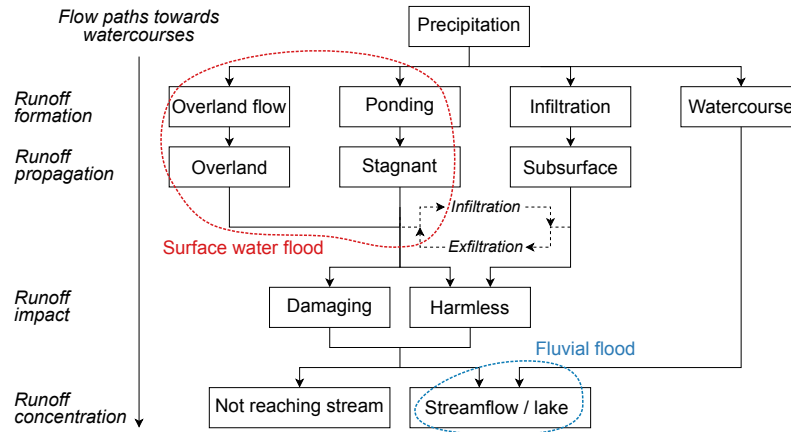 Flow paths towards
watercourses
Precipitation
Runoff
formation
Overland flow
Ponding
Infiltration
Watercourse
Runoff
propagation
Overland
Stagnant
Subsurface
Infiltration
Surface water flood
Exfiltration
Runoff
impact
Damaging
Harmless
Fluvial flood
Runoff
concentration
Not reaching stream
Streamflow / lake